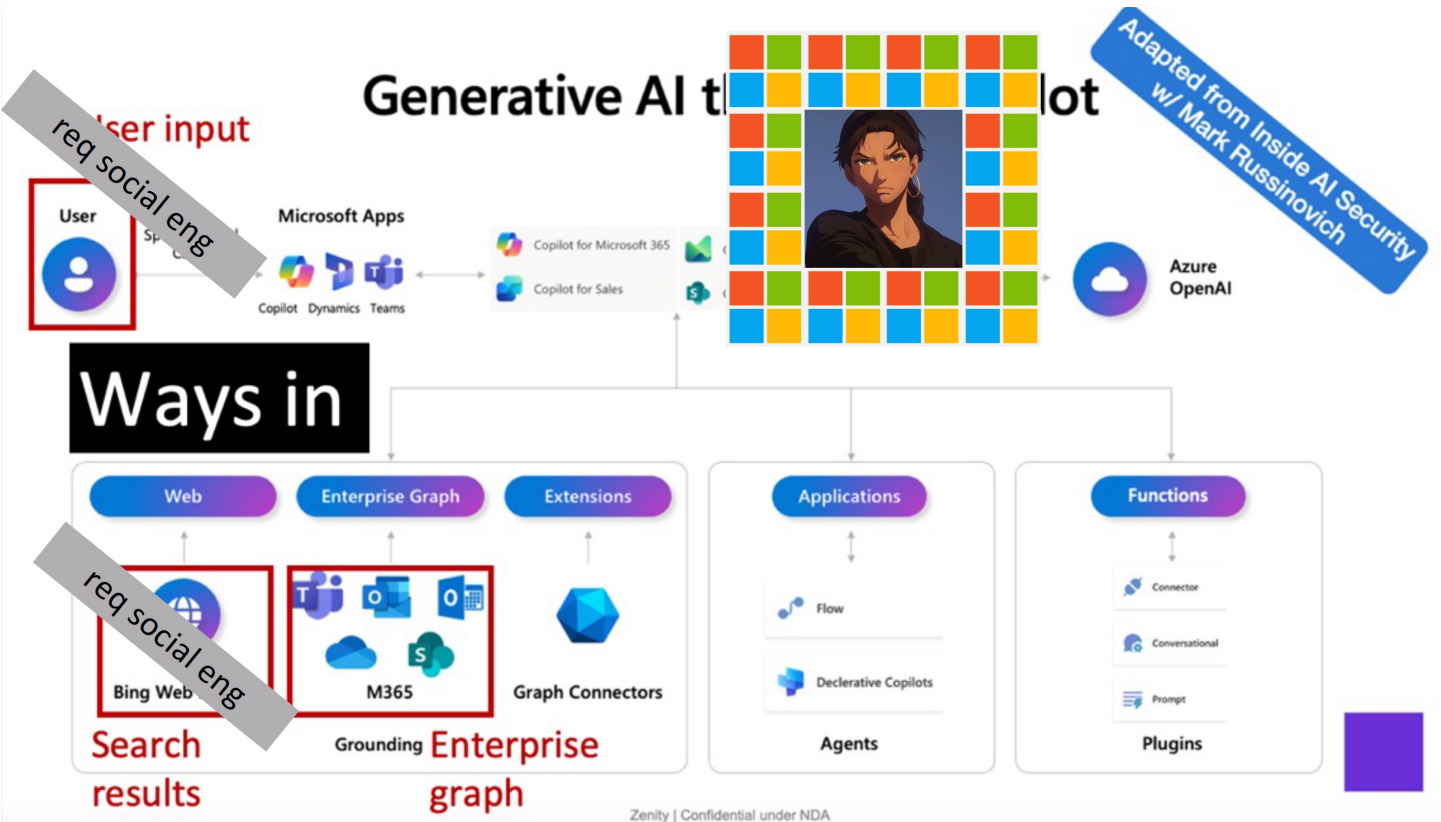 Generative AI t
lot
Adapted from Inside AI Security
w/ Mark Russinovich
ser input
req social eng
User
Microsoft Apps
Copilot
Dynamics
Teams
Copilot for Microsoft 365
Copilot for Sales
Azure
OpenAI
Ways in
Web
Enterprise Graph
Extensions
Applications
Functions
req social eng
Bing Web
M365
Graph Connectors
Flow
Declerative Copilots
Connector
Conversational
Prompt
Search
results
Grounding
Enterprise
graph
Agents
Plugins
Zenity | Confidential under NDA